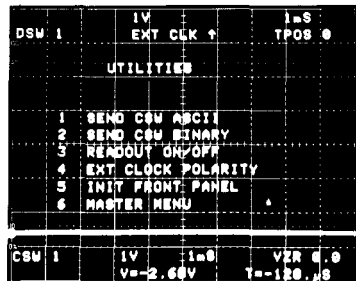 1V 1mS
DSW 1 EXT CLK ↑ TPOS 0
UTILITIES
1 SEND CSW ASCII
2 SEND CSW BINARY
3 READOUT ON/OFF
4 EXT CLOCK POLARITY
5 INIT FRONT PANEL
6 MASTER MENU
CSW 1 1V 1mS VZR 0.0
V=-2.60V T=-120.μS